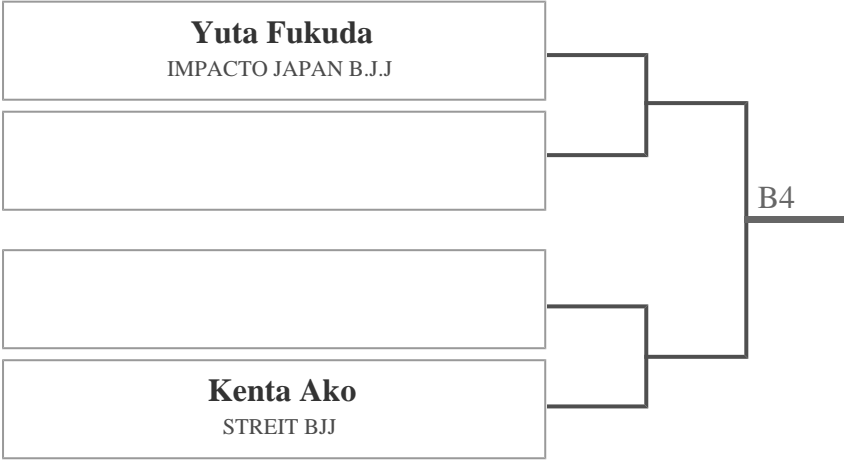 Yuta Fukuda
IMPACTO JAPAN B.J.J
B4
Kenta Ako
STREIT BJJ